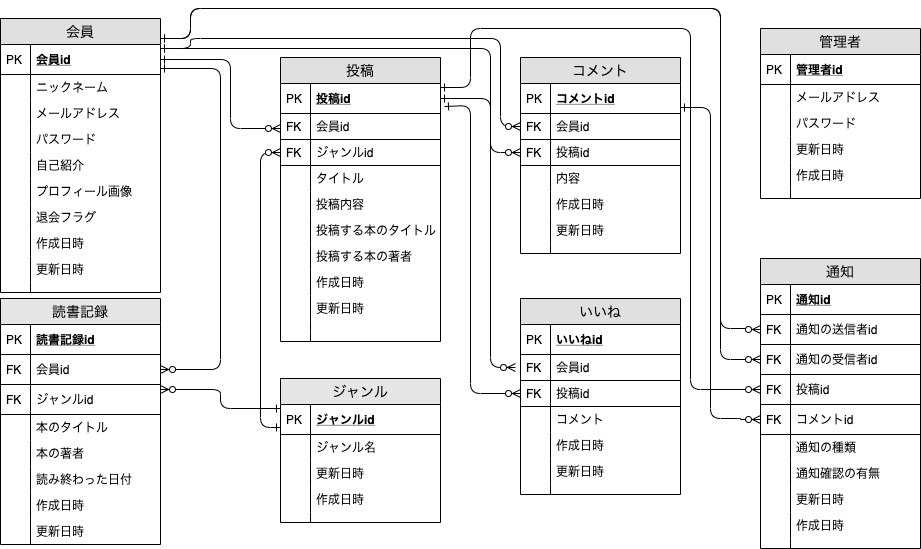 会員
PK 会員id
ニックネーム
メールアドレス
パスワード
自己紹介
プロフィール画像
退会フラグ
作成日時
更新日時
読書記録
PK 読書記録id
FK 会員id
FK ジャンルid
本のタイトル
本の著者
読み終わった日付
作成日時
更新日時
投稿
PK 投稿id
FK 会員id
FK ジャンルid
タイトル
投稿内容
投稿する本のタイトル
投稿する本の著者
作成日時
更新日時
ジャンル
PK ジャンルid
ジャンル名
更新日時
作成日時
コメント
PK コメントid
FK 会員id
FK 投稿id
内容
作成日時
更新日時
いいね
PK いいねid
FK 会員id
FK 投稿id
コメント
作成日時
更新日時
管理者
PK 管理者id
メールアドレス
パスワード
更新日時
作成日時
通知
PK 通知id
FK 通知の送信者id
FK 通知の受信者id
FK 投稿id
FK コメントid
通知の種類
通知確認の有無
更新日時
作成日時